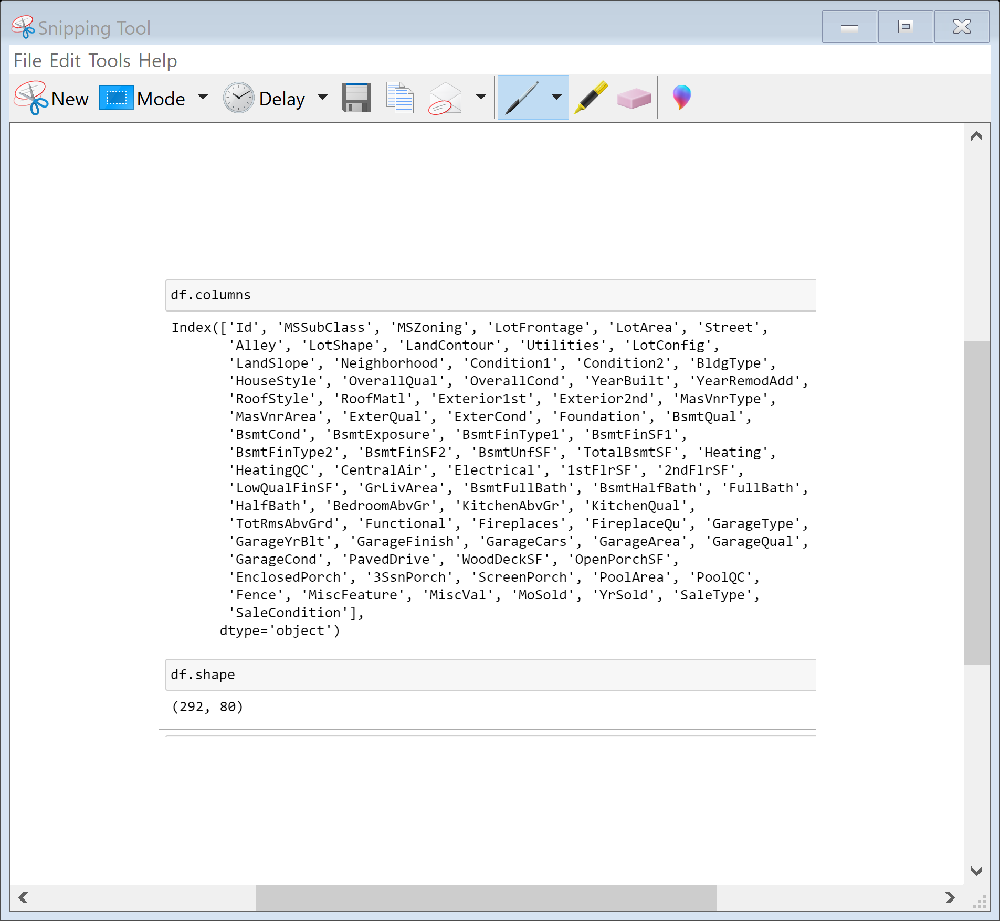 Snipping Tool
File Edit Tools Help
New Mode Delay
df.columns
Index(['Id', 'MSSubClass', 'MSZoning', 'LotFrontage', 'LotArea', 'Street',
'Alley', 'LotShape', 'LandContour', 'Utilities', 'LotConfig',
'LandSlope', 'Neighborhood', 'Condition1', 'Condition2', 'BldgType',
'HouseStyle', 'OverallQual', 'OverallCond', 'YearBuilt', 'YearRemodAdd',
'RoofStyle', 'RoofMatl', 'Exterior1st', 'Exterior2nd', 'MasVnrType',
'MasVnrArea', 'ExterQual', 'ExterCond', 'Foundation', 'BsmtQual',
'BsmtCond', 'BsmtExposure', 'BsmtFinType1', 'BsmtFinSF1',
'BsmtFinType2', 'BsmtFinSF2', 'BsmtUnfSF', 'TotalBsmtSF', 'Heating',
'HeatingQC', 'CentralAir', 'Electrical', '1stFlrSF', '2ndFlrSF',
'LowQualFinSF', 'GrLivArea', 'BsmtFullBath', 'BsmtHalfBath', 'FullBath',
'HalfBath', 'BedroomAbvGr', 'KitchenAbvGr', 'KitchenQual',
'TotRmsAbvGrd', 'Functional', 'Fireplaces', 'FireplaceQu', 'GarageType',
'GarageYrBlt', 'GarageFinish', 'GarageCars', 'GarageArea', 'GarageQual',
'GarageCond', 'PavedDrive', 'WoodDeckSF', 'OpenPorchSF',
'EnclosedPorch', '3SsnPorch', 'ScreenPorch', 'PoolArea', 'PoolQC',
'Fence', 'MiscFeature', 'MiscVal', 'MoSold', 'YrSold', 'SaleType',
'SaleCondition'],
dtype='object')
df.shape
(292, 80)